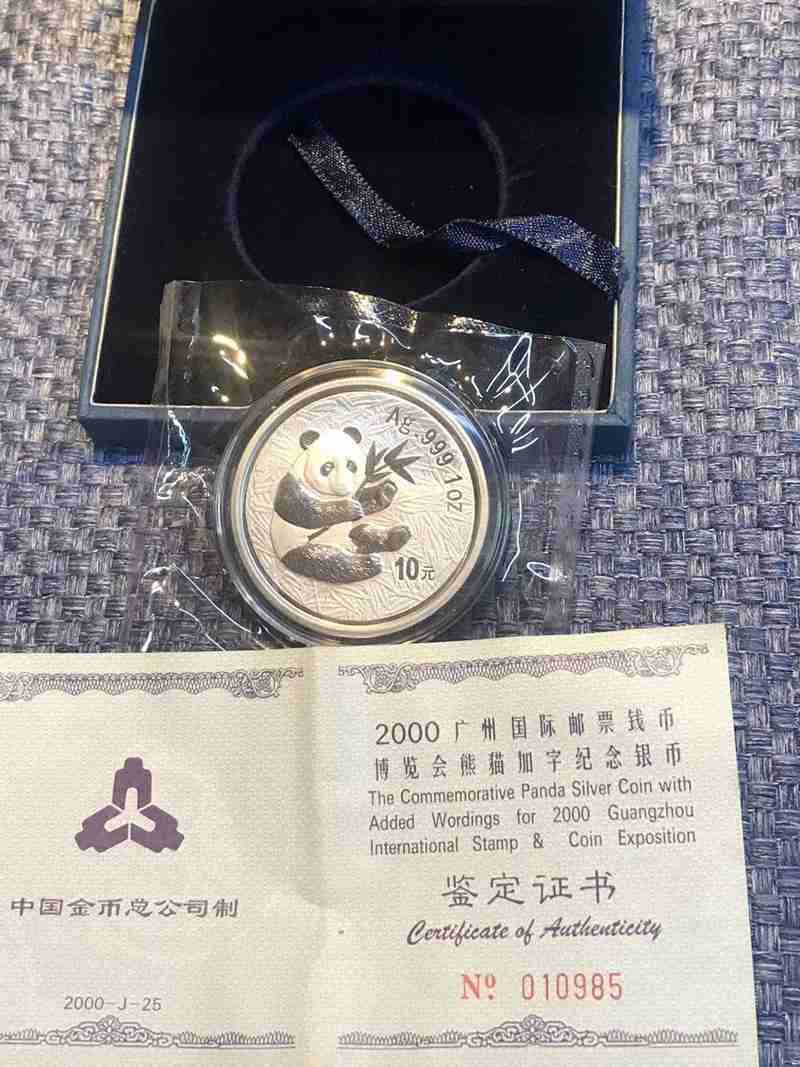 Ag.999 1oz
10元
中国金币总公司制
2000-J-25
2000 广州国际邮票钱币
博览会熊猫加字纪念银币
The Commemorative Panda Silver Coin with
Added Wordings for 2000 Guangzhou
International Stamp & Coin Exposition
鉴定证书
Certificate of Authenticity
Nº 010985